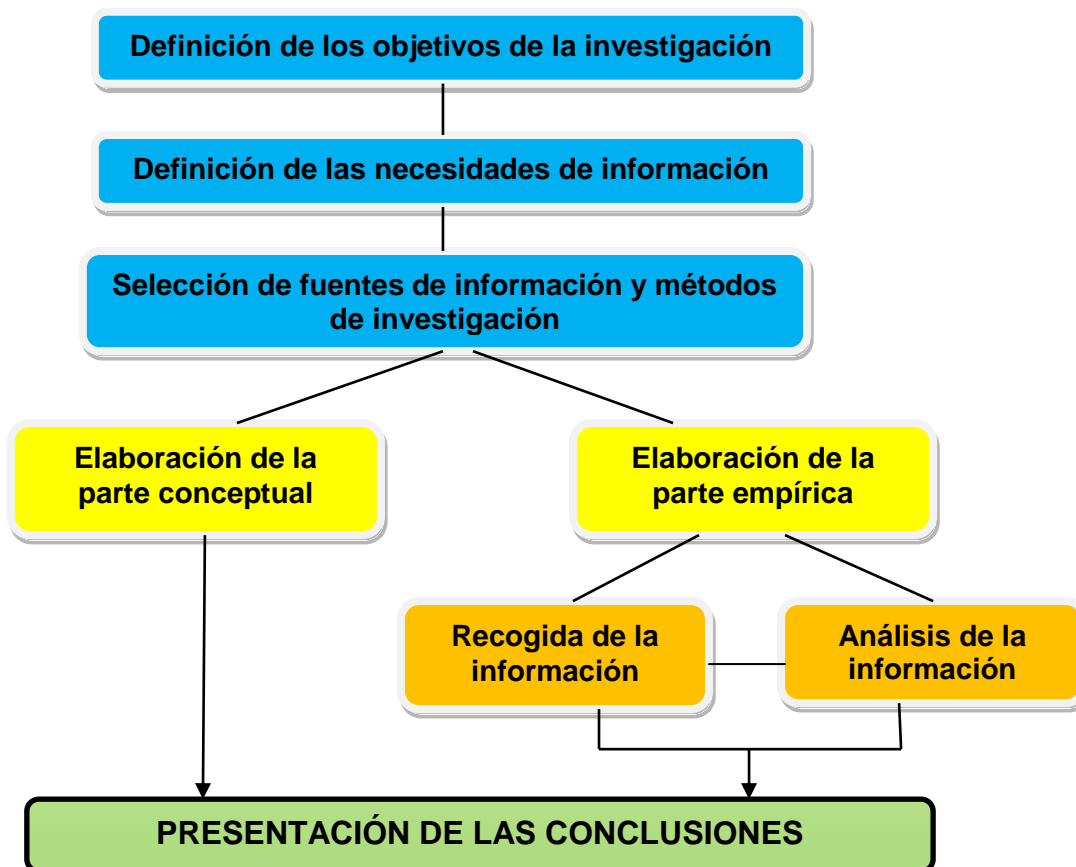 Definición de los objetivos de la investigación
Definición de las necesidades de información
Selección de fuentes de información y métodos
de investigación
Elaboración de la
parte conceptual
Elaboración de la
parte empírica
Recogida de la
información
Análisis de la
información
PRESENTACIÓN DE LAS CONCLUSIONES